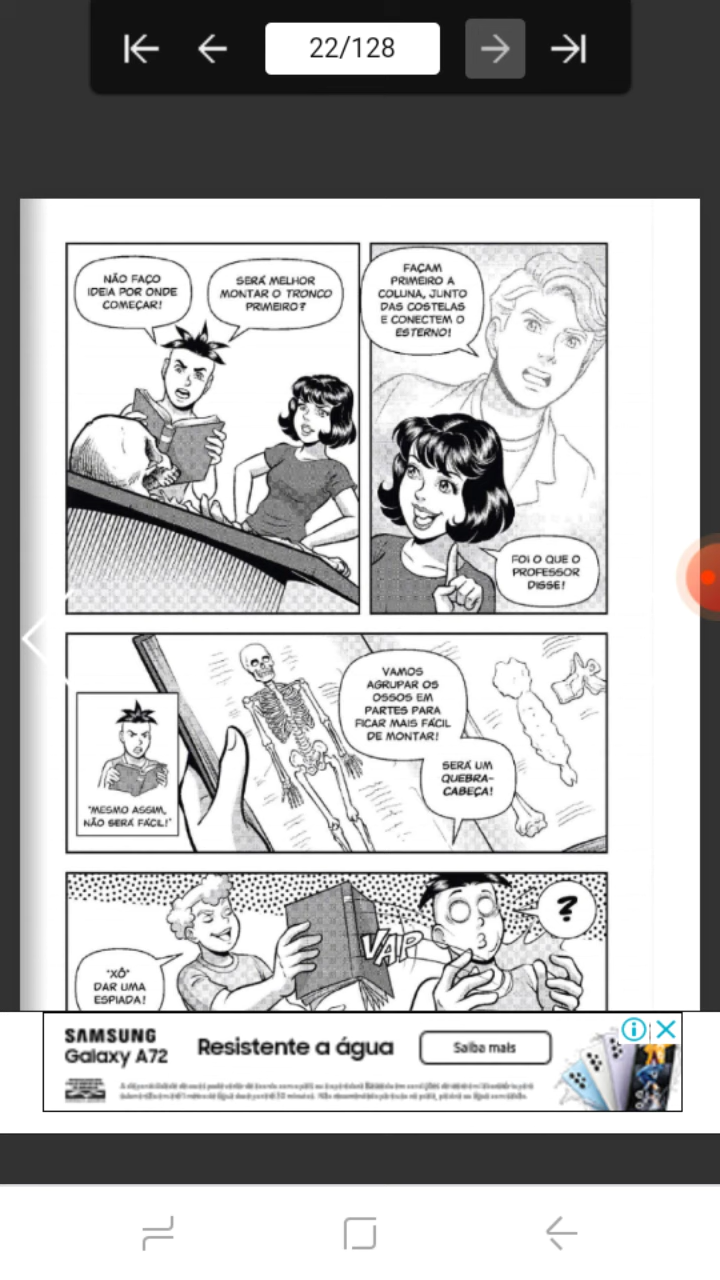 22/128
NÃO FAÇO
IDEIA POR ONDE
COMEÇAR!
SERÁ MELHOR
MONTAR O TRONCO
PRIMEIRO?
FAÇAM
PRIMEIRO A
COLUNA, JUNTO
DAS COSTELAS
E CONECTEM O
ESTERNO!
FOI O QUE O
PROFESSOR
DISSE!
VAMOS
AGRUPAR OS
OSSOS EM
PARTES PARA
FICAR MAIS FÁCIL
DE MONTAR!
SERÁ UM
QUEBRA-
CABEÇA!
"MESMO ASSIM,
NÃO SERÁ FÁCIL!"
VAP
?
"XÔ"
DAR UMA
ESPIADA!
SAMSUNG
Galaxy A72
Resistente a água
Saiba mais